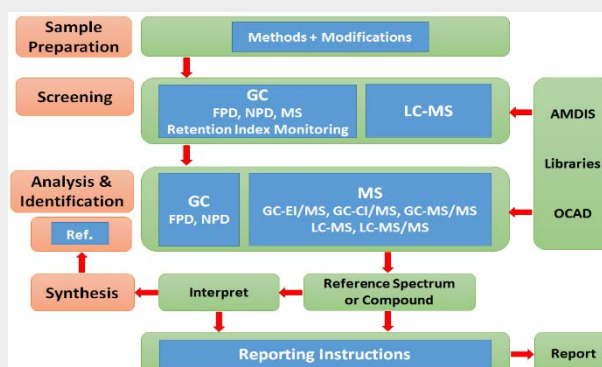 Sample
Preparation
Methods + Modifications
Screening
GC
FPD, NPD, MS
Retention Index Monitoring
LC-MS
AMDIS
Libraries
OCAD
Analysis &
Identification
GC
FPD, NPD
MS
GC-EI/MS, GC-CI/MS, GC-MS/MS
LC-MS, LC-MS/MS
Ref.
Synthesis
Interpret
Reference Spectrum
or Compound
Reporting Instructions
Report